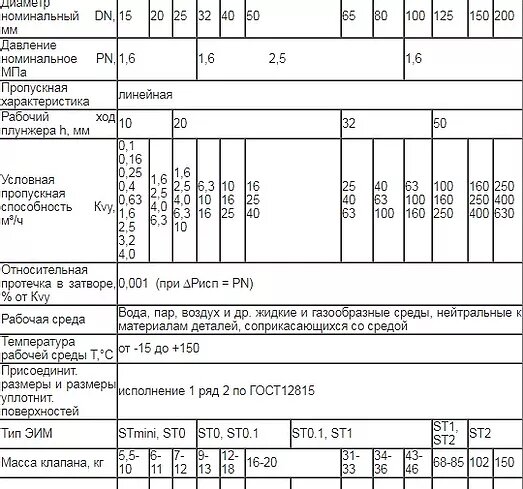 Диаметр
номинальный DN, 15 20 25 32 40 50 65 80 100 125 150 200
мм
Давление
номинальное PN, 1,6 1,6 2,5 1,6
МПа
Пропускная
характеристика линейная
Рабочий ход
плунжера h, мм 10 20 32 50
Условная
пропускная
способность Kvy,
м³/ч
0,1
0,16
0,25
0,4
0,63
1,6
2,5
3,2
4,0
1,6
2,5
4,0
6,3
1,6
2,5
4,0
6,3
10
6,3
10
16
10
16
25
16
25
40
25
40
63
40
63
100
63
100
160
100
160
250
160
250
400
250
400
630
Относительная
протечка в затворе, 0,001 (при ΔРисп = PN)
% от Kvy
Рабочая среда
Вода, пар, воздух и др. жидкие и газообразные среды, нейтральные к
материалам деталей, соприкасающихся со средой
Температура
рабочей среды Т,°С от -15 до +150
Присоединит.
размеры и размеры
уплотнит.
поверхностей
исполнение 1 ряд 2 по ГОСТ12815
Тип ЭИМ STmini, ST0 ST0, ST0.1 ST0.1, ST1 ST1, ST2 ST2
Масса клапана, кг 5,5-10 6-11 7-12 9-13 12-18 16-20 31-33 34-36 43-46 68-85 102 150